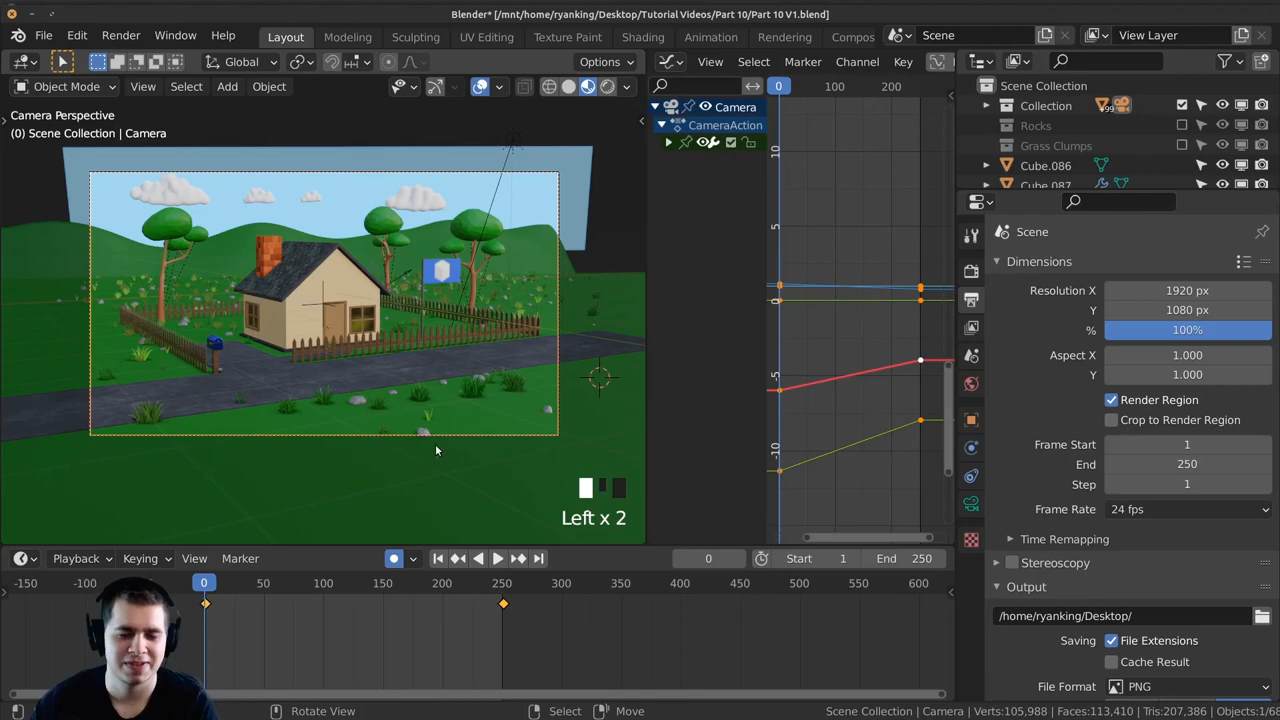 Blender* [/mnt/home/ryanking/Desktop/Tutorial Videos/Part 10/Part 10 V1.blend]
File Edit Render Window Help Layout Modeling Sculpting UV Editing Texture Paint Shading Animation Rendering Compos Scene View Layer
Global Options View Select Marker Channel Key
Object Mode View Select Add Object 0 100 200
Camera Perspective
(0) Scene Collection | Camera
Camera
CameraAction
10
5
0
-5
-10
Scene Collection
Collection 99
Rocks
Grass Clumps
Cube.086
Cube.087
Scene
Dimensions
Resolution X 1920 px
Y 1080 px
% 100%
Aspect X 1.000
Y 1.000
Render Region
Crop to Render Region
Frame Start 1
End 250
Step 1
Frame Rate 24 fps
Time Remapping
Stereoscopy
Output
/home/ryanking/Desktop/
Saving File Extensions
Cache Result
File Format PNG
Left x 2
Playback Keying View Marker 0 Start 1 End 250
-150 -100 0 50 100 150 200 250 300 350 400 450 500 550 600
Rotate View Select Move Scene Collection | Camera | Verts:105,988 | Faces:113,410 | Tris:207,386 | Objects:1/68